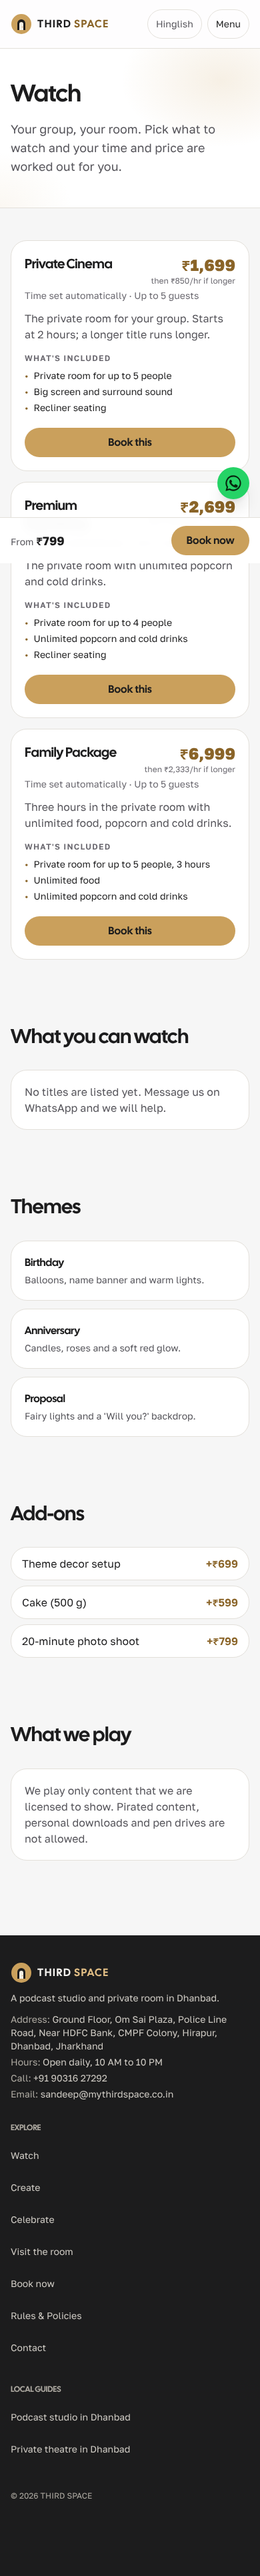 THIRD SPACE
Hinglish
Menu
Watch
Your group, your room. Pick what to
watch and your time and price are
worked out for you.
Private Cinema
₹1,699
then ₹850/hr if longer
Time set automatically · Up to 5 guests
The private room for your group. Starts
at 2 hours; a longer title runs longer.
WHAT'S INCLUDED
• Private room for up to 5 people
• Big screen and surround sound
• Recliner seating
Book this
Premium
₹2,699
From ₹799
Book now
The private room with unlimited popcorn
and cold drinks.
WHAT'S INCLUDED
• Private room for up to 4 people
• Unlimited popcorn and cold drinks
• Recliner seating
Book this
Family Package
₹6,999
then ₹2,333/hr if longer
Time set automatically · Up to 5 guests
Three hours in the private room with
unlimited food, popcorn and cold drinks.
WHAT'S INCLUDED
• Private room for up to 5 people, 3 hours
• Unlimited food
• Unlimited popcorn and cold drinks
Book this
What you can watch
No titles are listed yet. Message us on
WhatsApp and we will help.
Themes
Birthday
Balloons, name banner and warm lights.
Anniversary
Candles, roses and a soft red glow.
Proposal
Fairy lights and a 'Will you?' backdrop.
Add-ons
Theme decor setup
+₹699
Cake (500 g)
+₹599
20-minute photo shoot
+₹799
What we play
We play only content that we are
licensed to show. Pirated content,
personal downloads and pen drives are
not allowed.
THIRD SPACE
A podcast studio and private room in Dhanbad.
Address: Ground Floor, Om Sai Plaza, Police Line
Road, Near HDFC Bank, CMPF Colony, Hirapur,
Dhanbad, Jharkhand
Hours: Open daily, 10 AM to 10 PM
Call: +91 90316 27292
Email: sandeep@mythirdspace.co.in
EXPLORE
Watch
Create
Celebrate
Visit the room
Book now
Rules & Policies
Contact
LOCAL GUIDES
Podcast studio in Dhanbad
Private theatre in Dhanbad
© 2026 THIRD SPACE